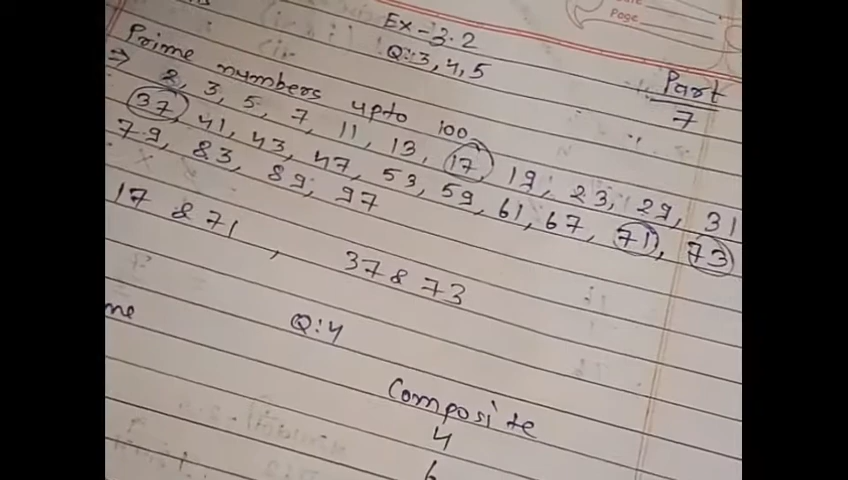 Page
Ex-3.2
Q:3,4,5
Part
7
Prime numbers upto 100
⇒ 2, 3, 5, 7, 11, 13, 17, 19, 23, 29, 31
37, 41, 43, 47, 53, 59, 61, 67, 71, 73
79, 83, 89, 97
17 & 71, 37 & 73
Q:4
Composite
4
6